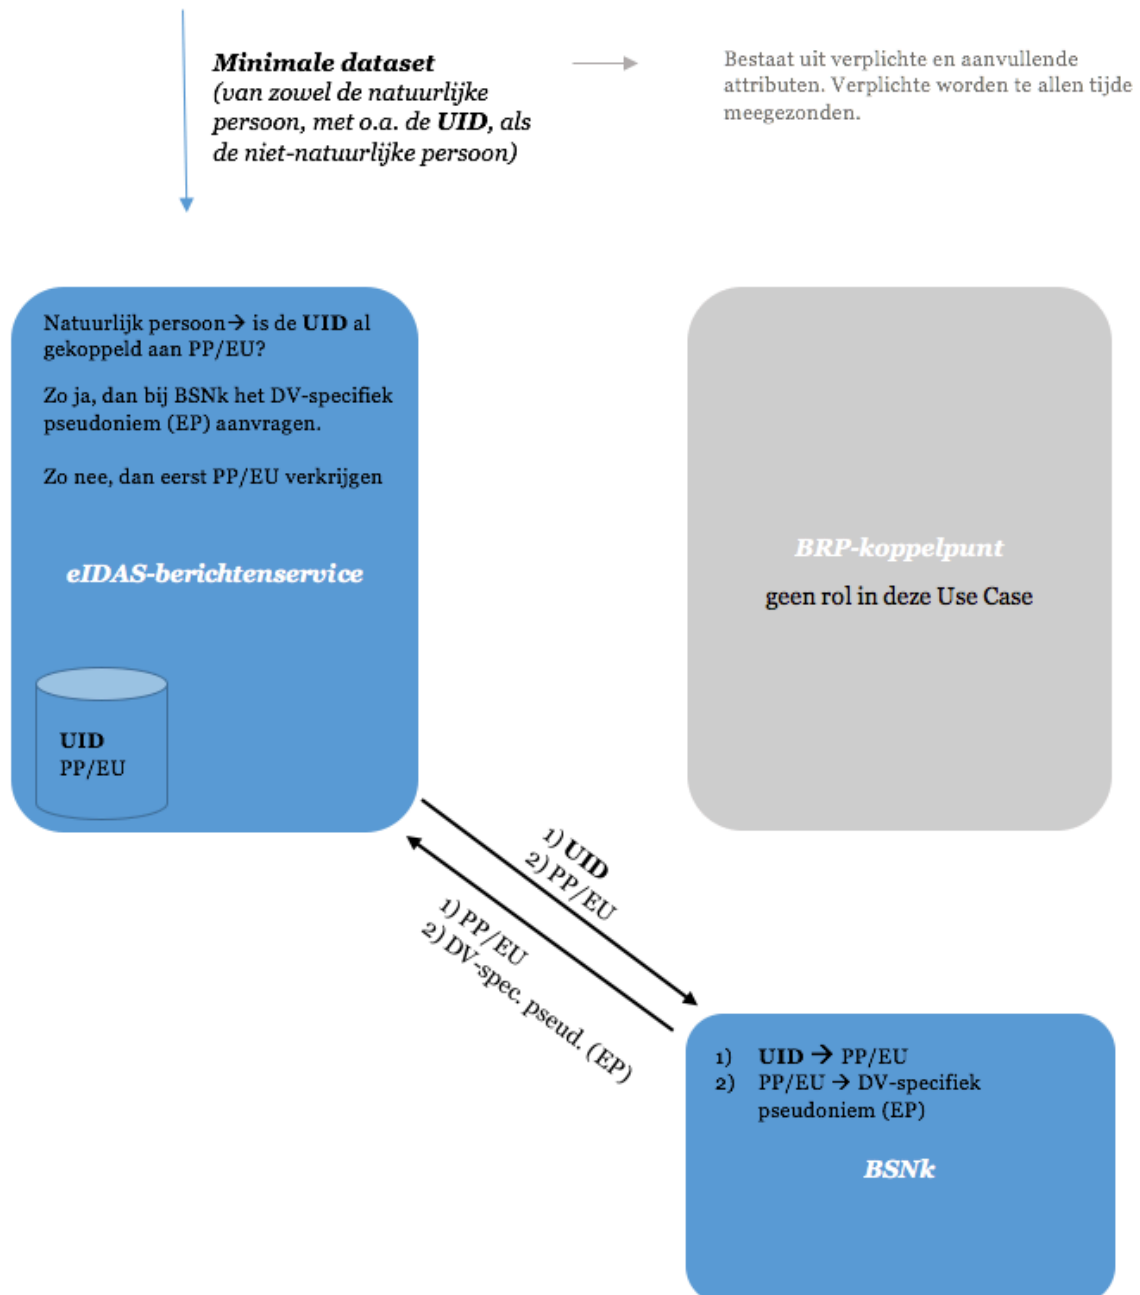 Minimale dataset
(van zowel de natuurlijke
persoon, met o.a. de UID, als
de niet-natuurlijke persoon)
Bestaat uit verplichte en aanvullende
attributen. Verplichte worden te allen tijde
meegezonden.
Natuurlijk persoon→ is de UID al
gekoppeld aan PP/EU?
Zo ja, dan bij BSNk het DV-specifiek
pseudoniem (EP) aanvragen.
Zo nee, dan eerst PP/EU verkrijgen
eIDAS-berichtenservice
UID
PP/EU
BRP-koppelpunt
geen rol in deze Use Case
1) UID
2) PP/EU
1) PP/EU
2) DV-spec. pseud. (EP)
1) UID → PP/EU
2) PP/EU → DV-specifiek
pseudoniem (EP)
BSNk